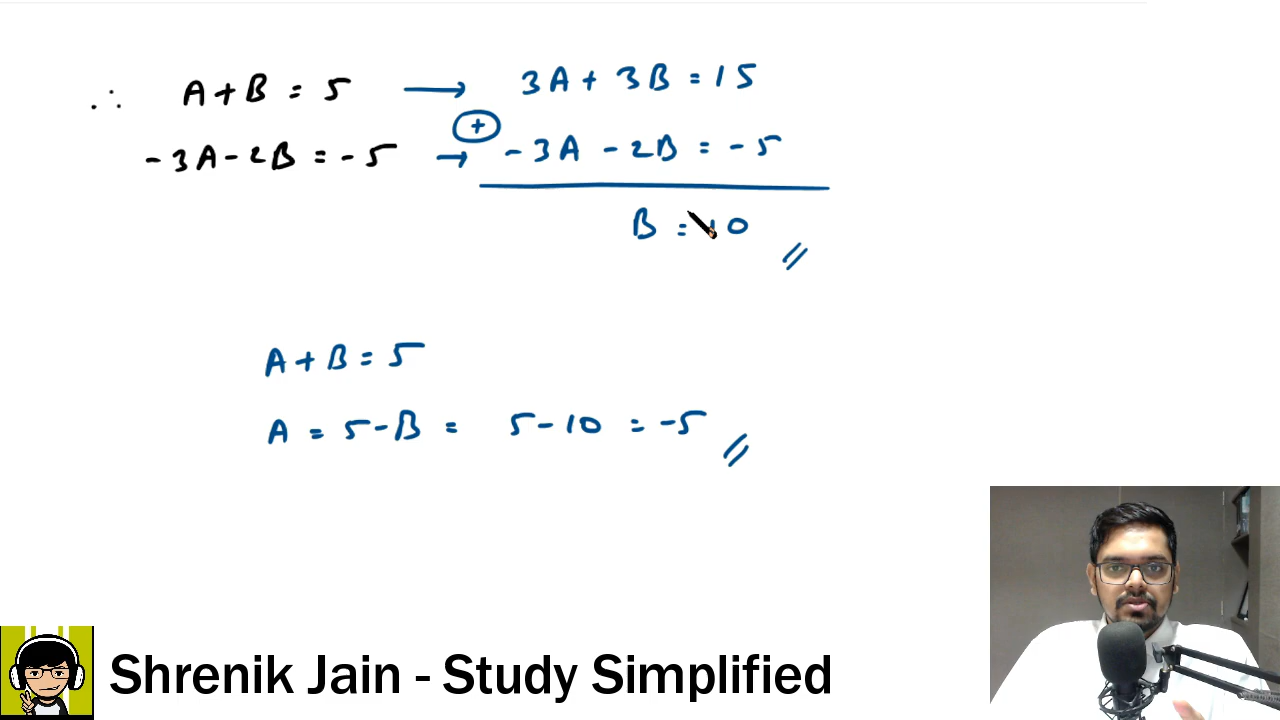 ∴ A + B = 5 → 3A + 3B = 15
+
-3A - 2B = -5 → -3A - 2B = -5
B = 10 //
A + B = 5
A = 5 - B = 5 - 10 = -5 //
Shrenik Jain - Study Simplified